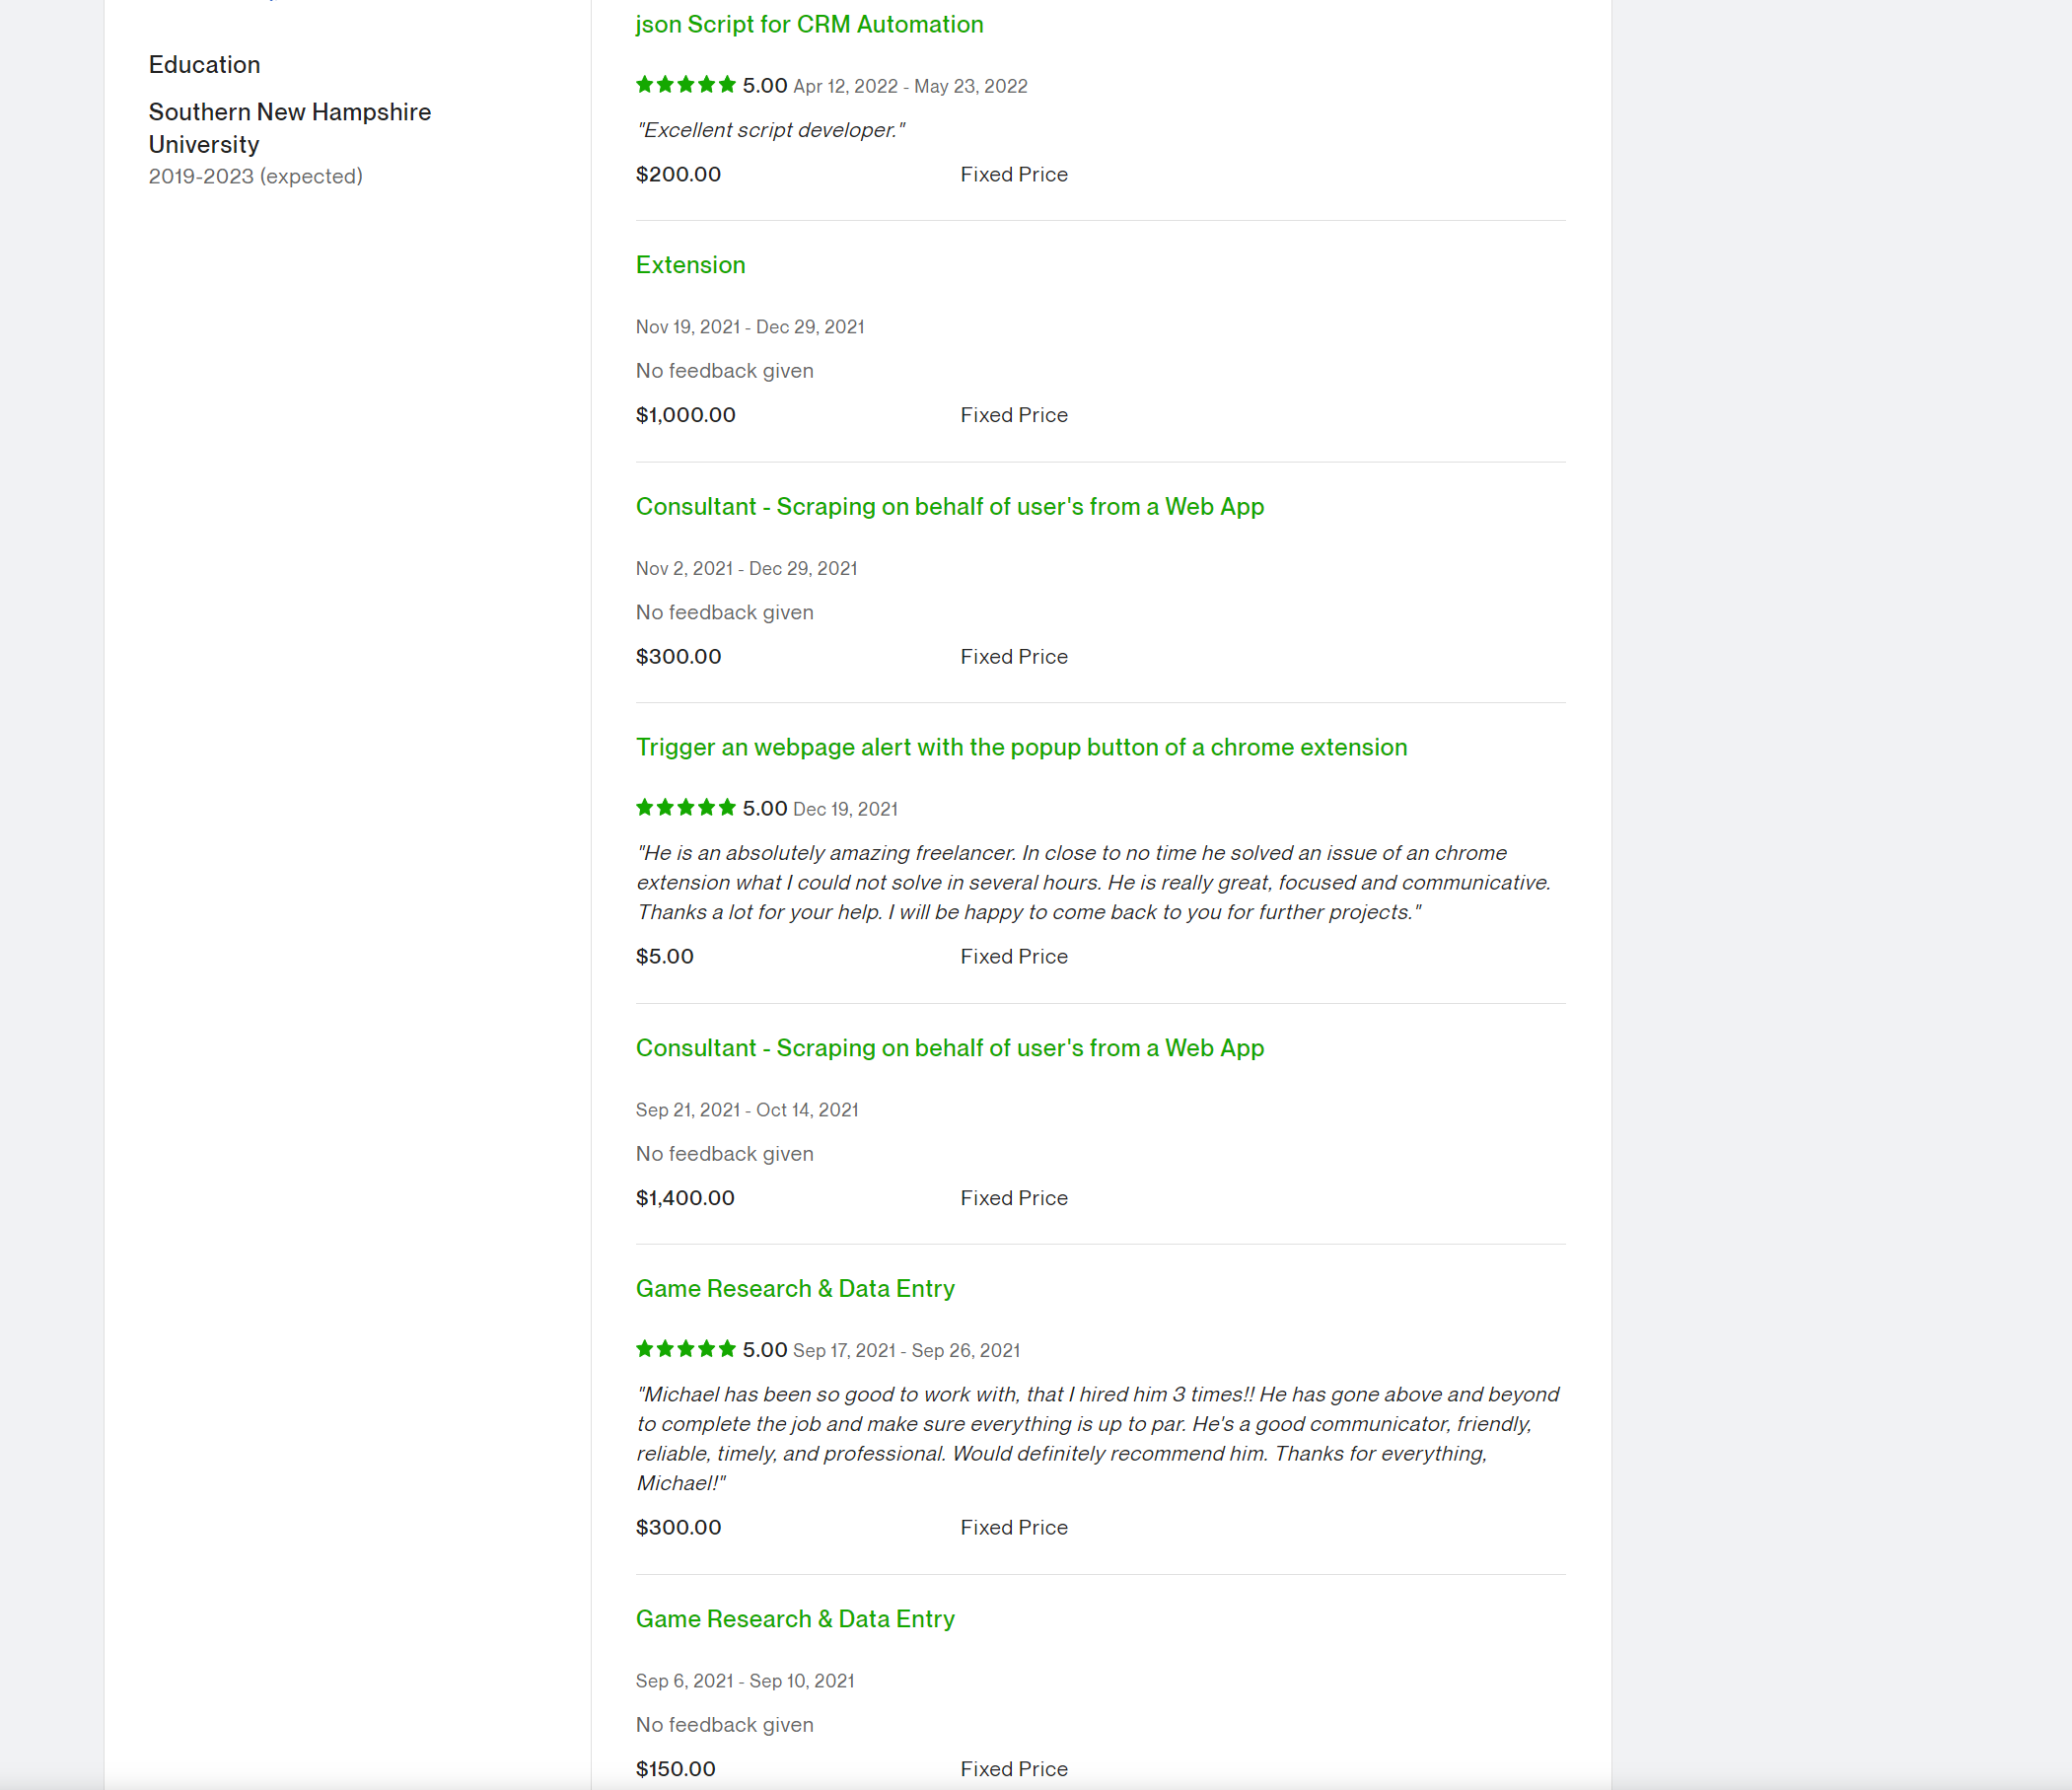 Education
Southern New Hampshire
University
2019-2023 (expected)
json Script for CRM Automation
5.00 Apr 12, 2022 - May 23, 2022
"Excellent script developer."
$200.00 Fixed Price
Extension
Nov 19, 2021 - Dec 29, 2021
No feedback given
$1,000.00 Fixed Price
Consultant - Scraping on behalf of user's from a Web App
Nov 2, 2021 - Dec 29, 2021
No feedback given
$300.00 Fixed Price
Trigger an webpage alert with the popup button of a chrome extension
5.00 Dec 19, 2021
"He is an absolutely amazing freelancer. In close to no time he solved an issue of an chrome
extension what I could not solve in several hours. He is really great, focused and communicative.
Thanks a lot for your help. I will be happy to come back to you for further projects."
$5.00 Fixed Price
Consultant - Scraping on behalf of user's from a Web App
Sep 21, 2021 - Oct 14, 2021
No feedback given
$1,400.00 Fixed Price
Game Research & Data Entry
5.00 Sep 17, 2021 - Sep 26, 2021
"Michael has been so good to work with, that I hired him 3 times!! He has gone above and beyond
to complete the job and make sure everything is up to par. He's a good communicator, friendly,
reliable, timely, and professional. Would definitely recommend him. Thanks for everything,
Michael!"
$300.00 Fixed Price
Game Research & Data Entry
Sep 6, 2021 - Sep 10, 2021
No feedback given
$150.00 Fixed Price